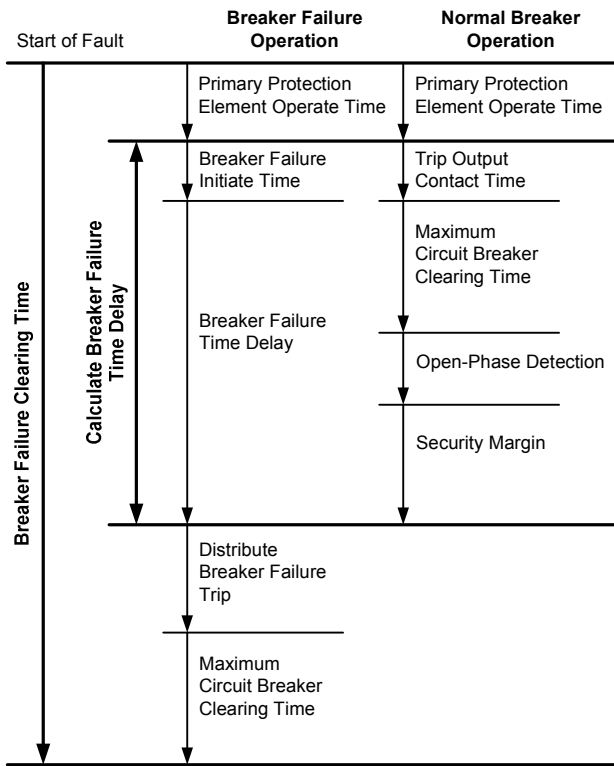 Start of Fault
Breaker Failure
Operation
Normal Breaker
Operation
Primary Protection
Element Operate Time
Primary Protection
Element Operate Time
Breaker Failure
Initiate Time
Trip Output
Contact Time
Maximum
Circuit Breaker
Clearing Time
Breaker Failure
Time Delay
Open-Phase Detection
Security Margin
Breaker Failure Clearing Time
Calculate Breaker Failure
Time Delay
Distribute
Breaker Failure
Trip
Maximum
Circuit Breaker
Clearing Time